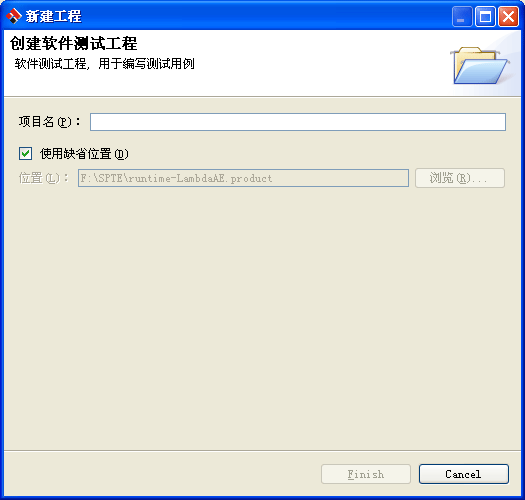 新建工程
创建软件测试工程
软件测试工程, 用于编写测试用例
项目名(P):
使用缺省位置(D)
位置(L): F:\SPTE\runtime-LambdaAE.product 浏览(R)...
Finish Cancel